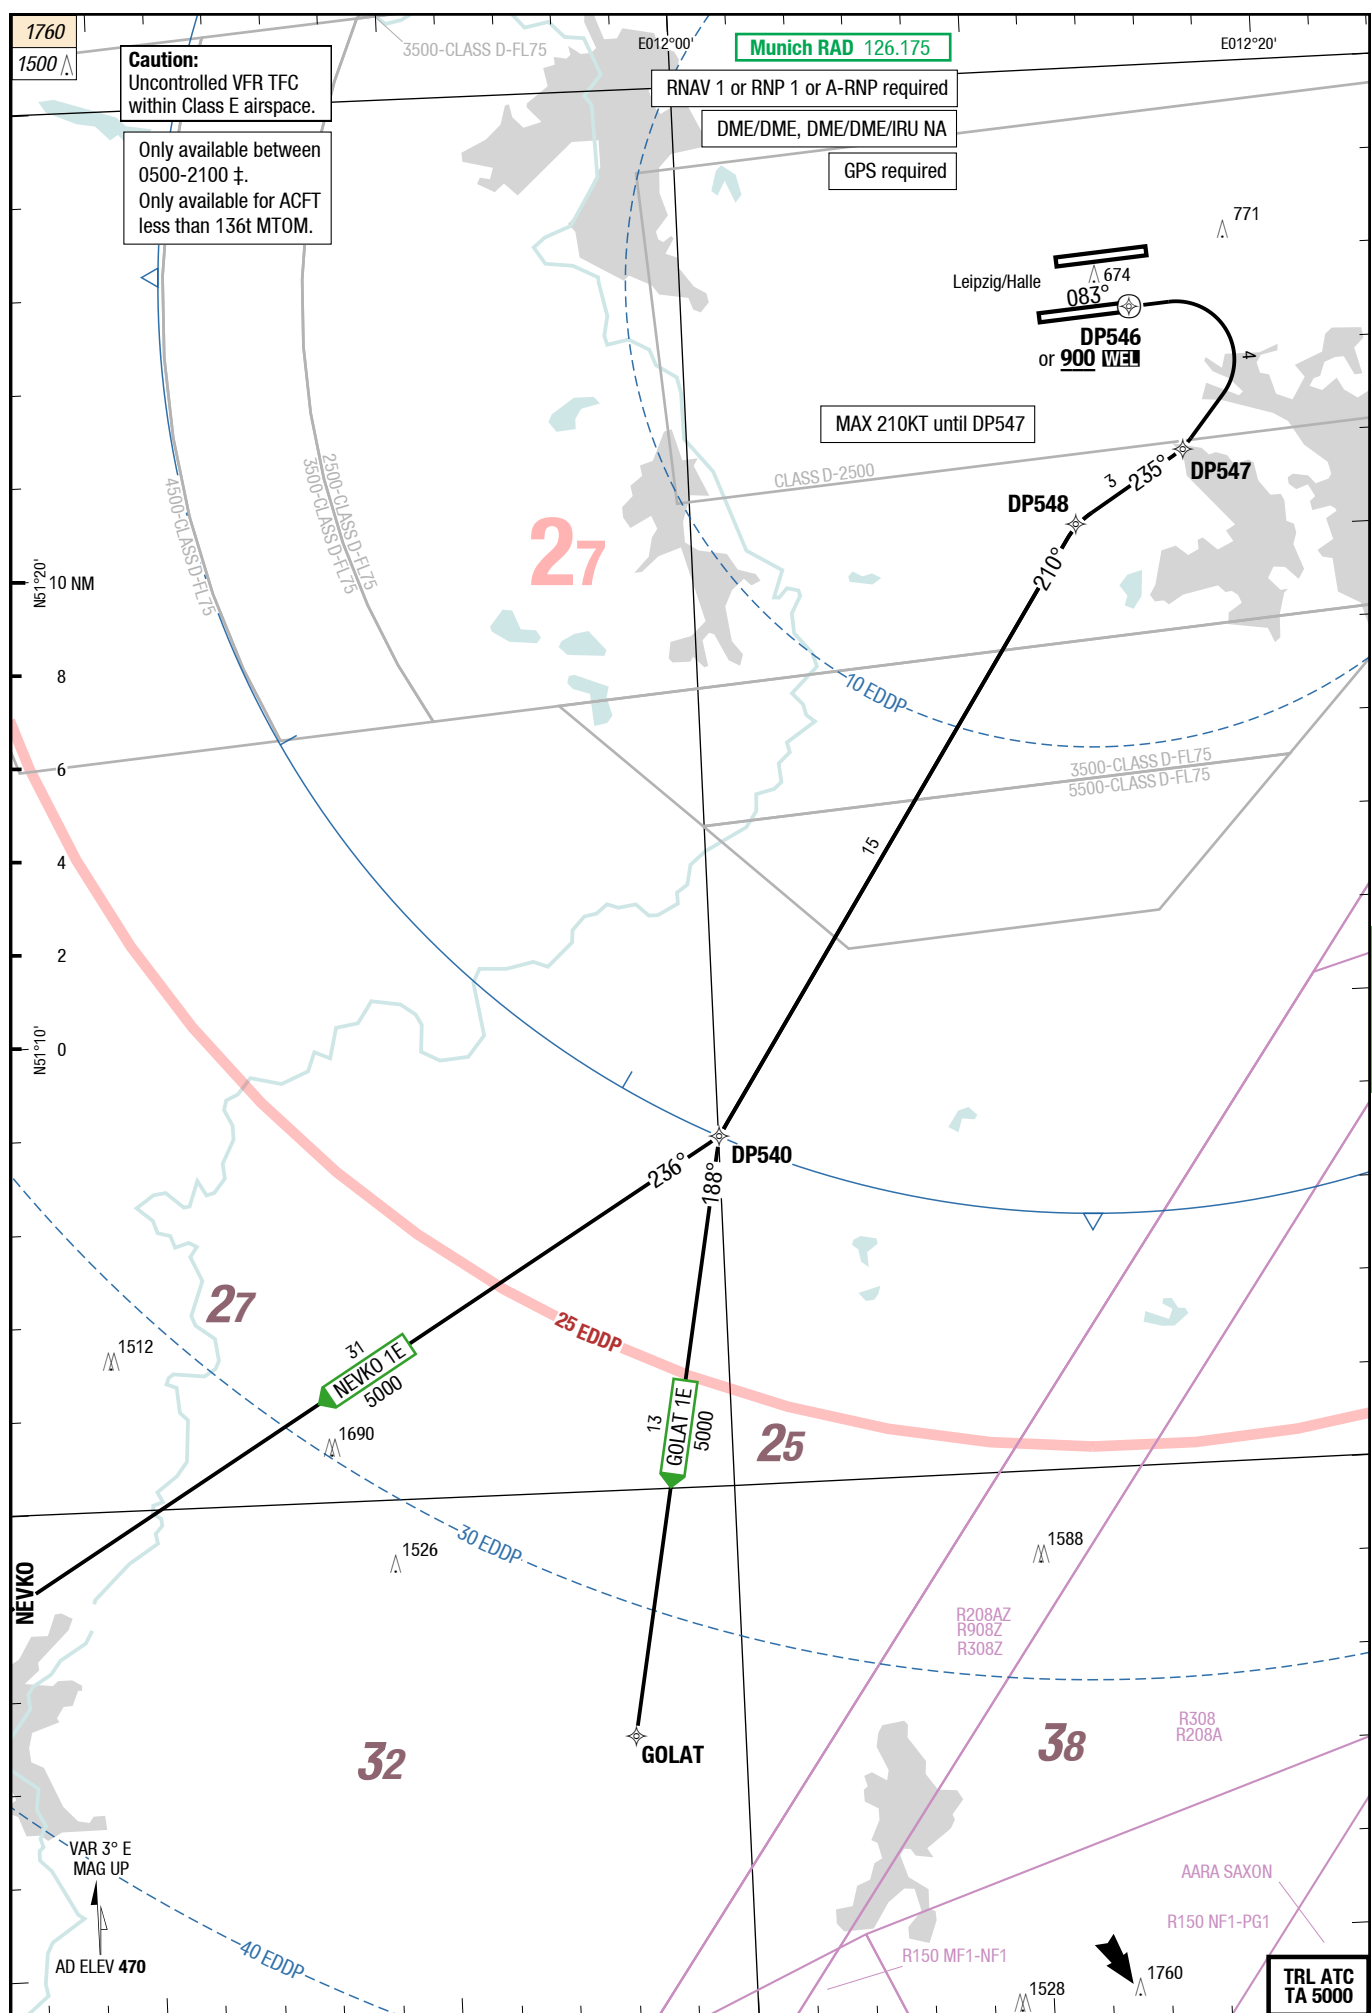 1760
1500
Caution:
Uncontrolled VFR TFC
within Class E airspace.
Only available between
0500-2100 ‡.
Only available for ACFT
less than 136t MTOM.
3500-CLASS D-FL75
E012°00'
Munich RAD 126.175
E012°20'
RNAV 1 or RNP 1 or A-RNP required
DME/DME, DME/DME/IRU NA
GPS required
771
Leipzig/Halle
674
083°
DP546
or 900 WEL
4
MAX 210KT until DP547
CLASS D-2500
235°
3
DP547
DP548
210°
4500-CLASS D-FL75
2500-CLASS D-FL75
3500-CLASS D-FL75
27
N51°20'
10 NM
8
6
4
2
0
N51°10'
10 EDDP
3500-CLASS D-FL75
5500-CLASS D-FL75
15
DP540
236°
188°
27
25 EDDP
1512
31
NEVKO 1E
5000
13
GOLAT 1E
5000
25
1690
30 EDDP
1526
1588
NEVKO
R208AZ
R908Z
R308Z
R308
R208A
38
GOLAT
32
VAR 3° E
MAG UP
AD ELEV 470
40 EDDP
AARA SAXON
R150 NF1-PG1
R150 MF1-NF1
1760
1528
TRL ATC
TA 5000